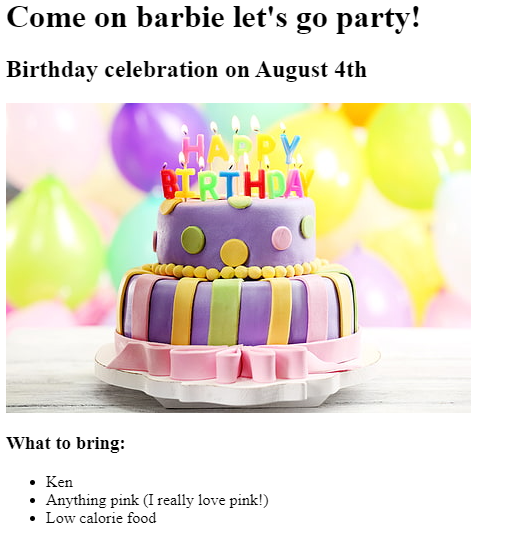 Come on barbie let's go party!
Birthday celebration on August 4th
HAPPY
BIRTHDAY
What to bring:
Ken
Anything pink (I really love pink!)
Low calorie food